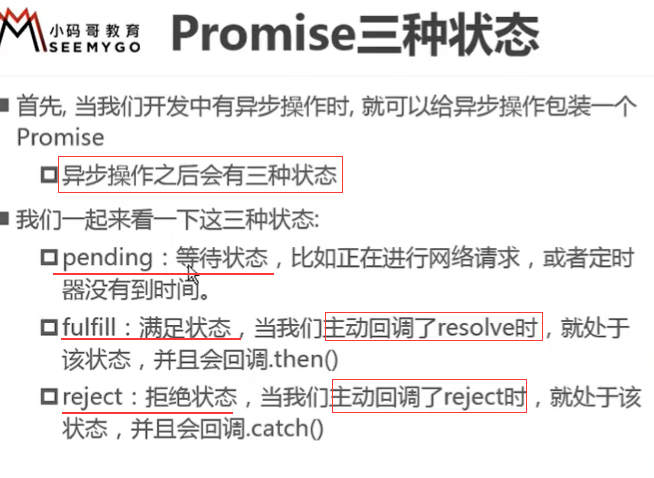 小码哥教育
SEEMYGO
Promise三种状态
首先, 当我们开发中有异步操作时, 就可以给异步操作包装一个
Promise
异步操作之后会有三种状态
我们一起来看一下这三种状态:
pending：等待状态，比如正在进行网络请求，或者定时
器没有到时间。
fulfill：满足状态，当我们主动回调了resolve时，就处于
该状态，并且会回调.then()
reject：拒绝状态，当我们主动回调了reject时，就处于该
状态，并且会回调.catch()